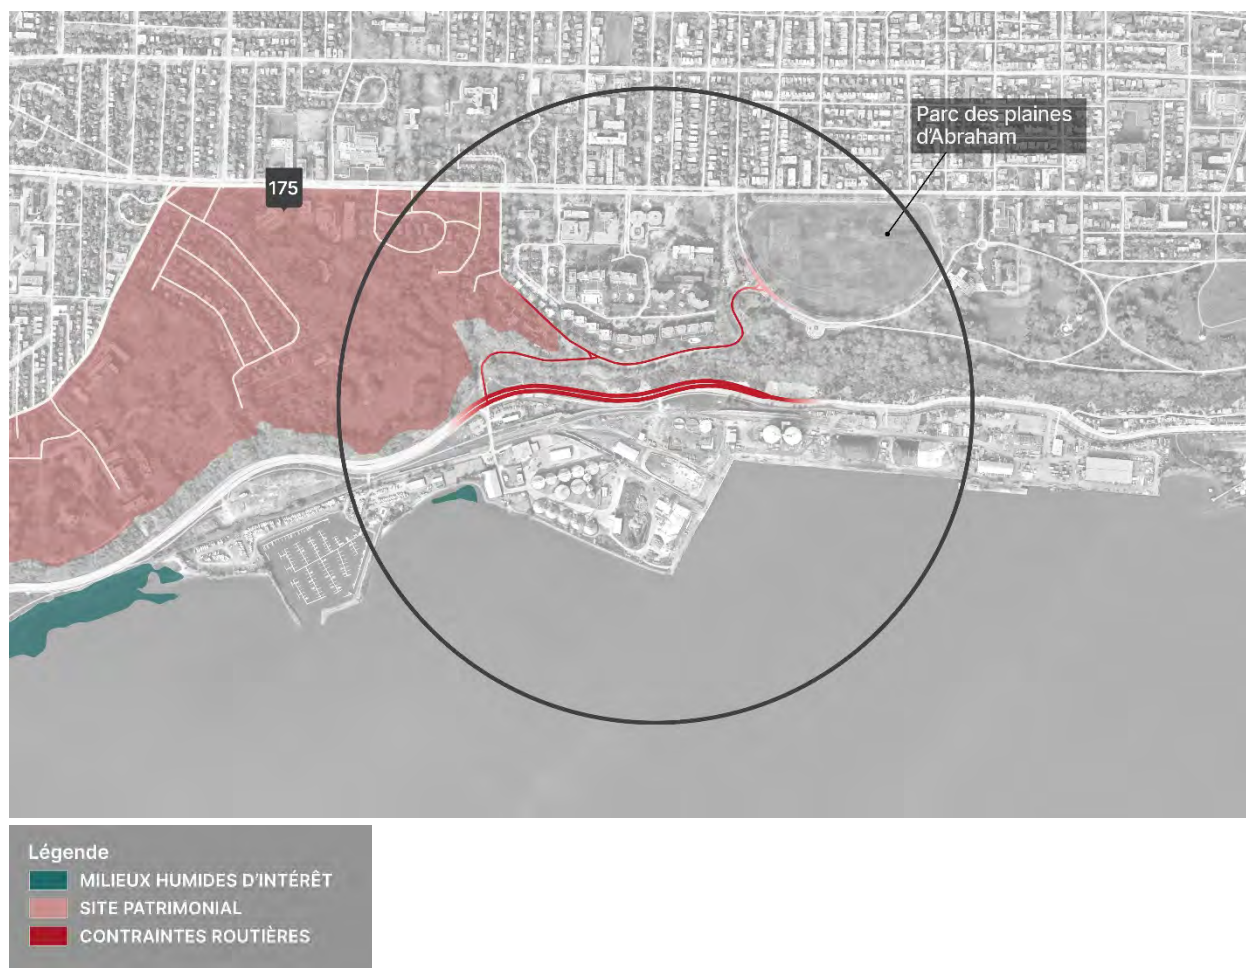 Parc des plaines
d'Abraham
175
Légende
MILIEUX HUMIDES D'INTÉRÊT
SITE PATRIMONIAL
CONTRAINTES ROUTIÈRES